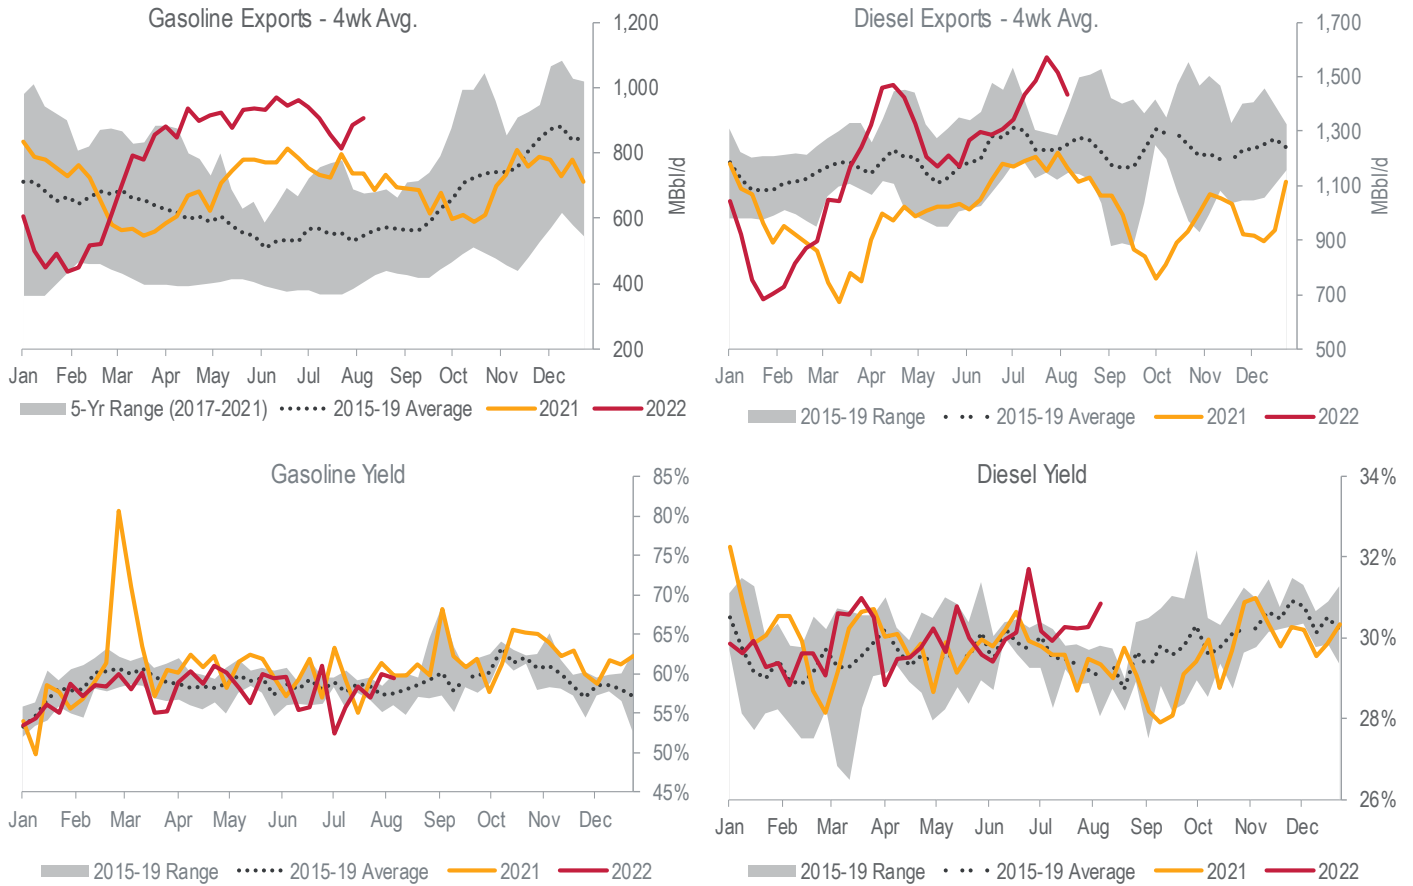 Gasoline Exports - 4wk Avg.
1,200
1,000
800
600
400
200
MBbl/d
Jan Feb Mar Apr May Jun Jul Aug Sep Oct Nov Dec
5-Yr Range (2017-2021) 2015-19 Average 2021 2022
Diesel Exports - 4wk Avg.
1,700
1,500
1,300
1,100
900
700
500
MBbl/d
Jan Feb Mar Apr May Jun Jul Aug Sep Oct Nov Dec
2015-19 Range 2015-19 Average 2021 2022
Gasoline Yield
85%
80%
75%
70%
65%
60%
55%
50%
45%
Jan Feb Mar Apr May Jun Jul Aug Sep Oct Nov Dec
2015-19 Range 2015-19 Average 2021 2022
Diesel Yield
34%
32%
30%
28%
26%
Jan Feb Mar Apr May Jun Jul Aug Sep Oct Nov Dec
2015-19 Range 2015-19 Average 2021 2022